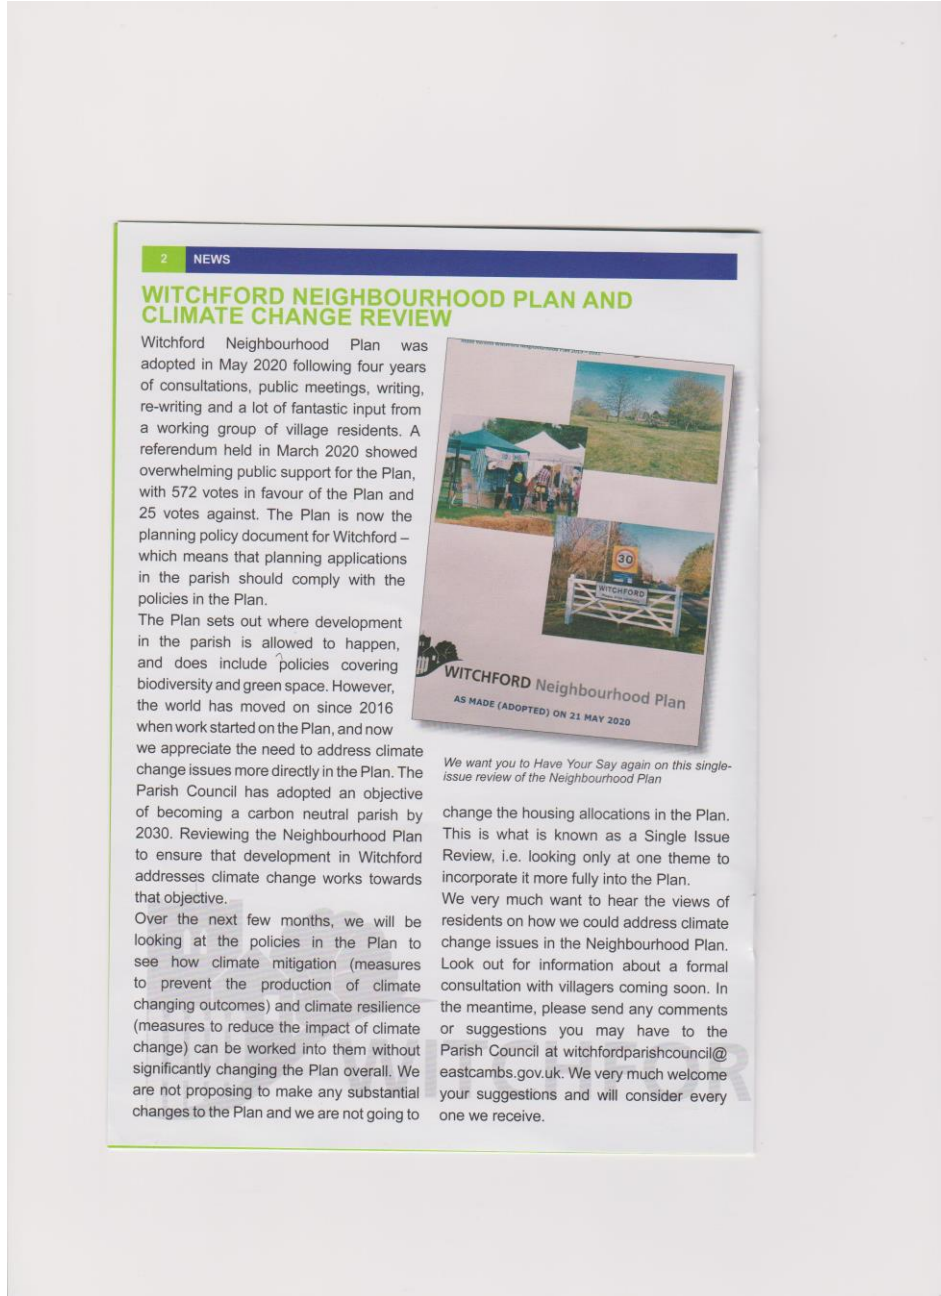 2 NEWS
WITCHFORD NEIGHBOURHOOD PLAN AND
CLIMATE CHANGE REVIEW
Witchford Neighbourhood Plan was
adopted in May 2020 following four years
of consultations, public meetings, writing,
re-writing and a lot of fantastic input from
a working group of village residents. A
referendum held in March 2020 showed
overwhelming public support for the Plan,
with 572 votes in favour of the Plan and
25 votes against. The Plan is now the
planning policy document for Witchford –
which means that planning applications
in the parish should comply with the
policies in the Plan.
The Plan sets out where development
in the parish is allowed to happen,
and does include policies covering
biodiversity and green space. However,
the world has moved on since 2016
when work started on the Plan, and now
we appreciate the need to address climate
change issues more directly in the Plan. The
Parish Council has adopted an objective
of becoming a carbon neutral parish by
2030. Reviewing the Neighbourhood Plan
to ensure that development in Witchford
addresses climate change works towards
that objective.
Over the next few months, we will be
looking at the policies in the Plan to
see how climate mitigation (measures
to prevent the production of climate
changing outcomes) and climate resilience
(measures to reduce the impact of climate
change) can be worked into them without
significantly changing the Plan overall. We
are not proposing to make any substantial
changes to the Plan and we are not going to
30
WITCHFORD
WITCHFORD Neighbourhood Plan
AS MADE (ADOPTED) ON 21 MAY 2020
We want you to Have Your Say again on this single-
issue review of the Neighbourhood Plan
change the housing allocations in the Plan.
This is what is known as a Single Issue
Review, i.e. looking only at one theme to
incorporate it more fully into the Plan.
We very much want to hear the views of
residents on how we could address climate
change issues in the Neighbourhood Plan.
Look out for information about a formal
consultation with villagers coming soon. In
the meantime, please send any comments
or suggestions you may have to the
Parish Council at witchfordparishcouncil@
eastcambs.gov.uk. We very much welcome
your suggestions and will consider every
one we receive.
WITCHFOR